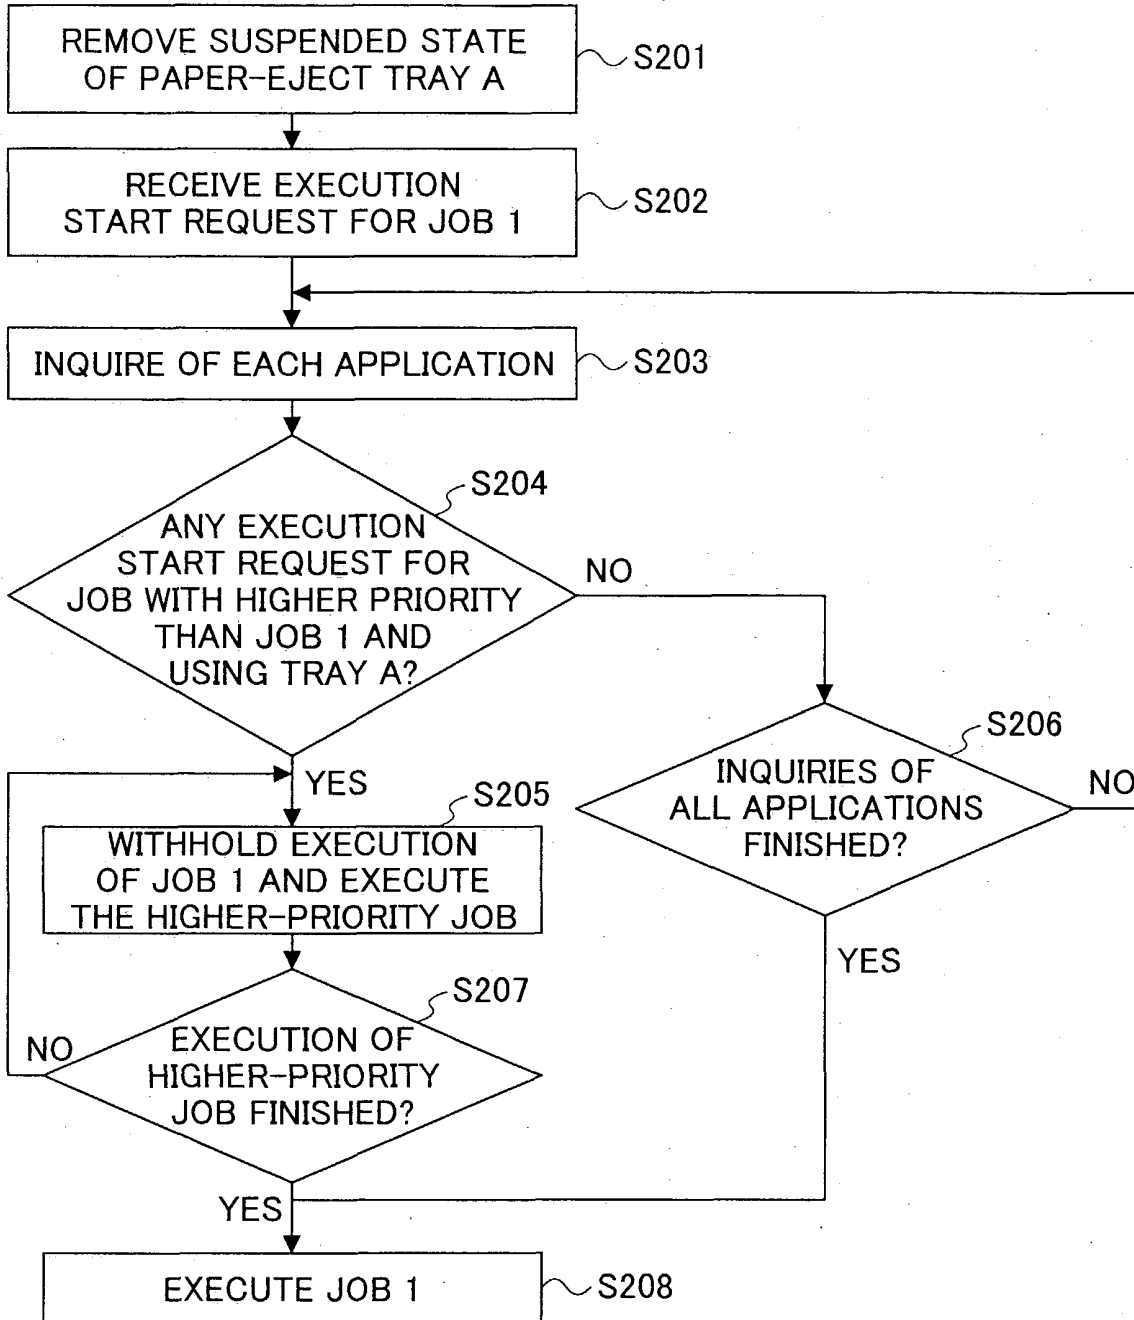 REMOVE SUSPENDED STATE
OF PAPER-EJECT TRAY A
S201
RECEIVE EXECUTION
START REQUEST FOR JOB 1
S202
INQUIRE OF EACH APPLICATION
S203
S204
ANY EXECUTION
START REQUEST FOR
JOB WITH HIGHER PRIORITY
THAN JOB 1 AND
USING TRAY A?
NO
YES
S205
WITHHOLD EXECUTION
OF JOB 1 AND EXECUTE
THE HIGHER-PRIORITY JOB
S206
INQUIRIES OF
ALL APPLICATIONS
FINISHED?
NO
YES
S207
EXECUTION OF
HIGHER-PRIORITY
JOB FINISHED?
NO
YES
EXECUTE JOB 1
S208